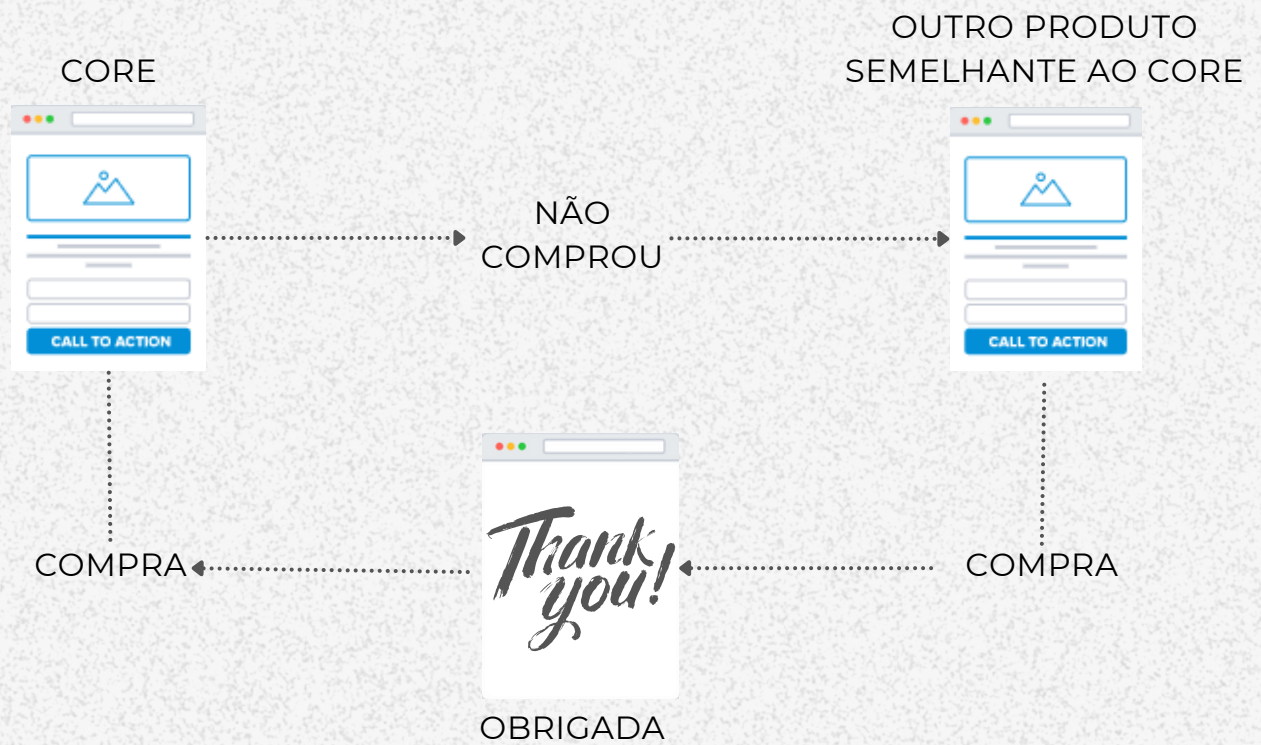 OUTRO PRODUTO
SEMELHANTE AO CORE
CORE
CALL TO ACTION
NÃO
COMPROU
CALL TO ACTION
COMPRA
Thank
you!
COMPRA
OBRIGADA